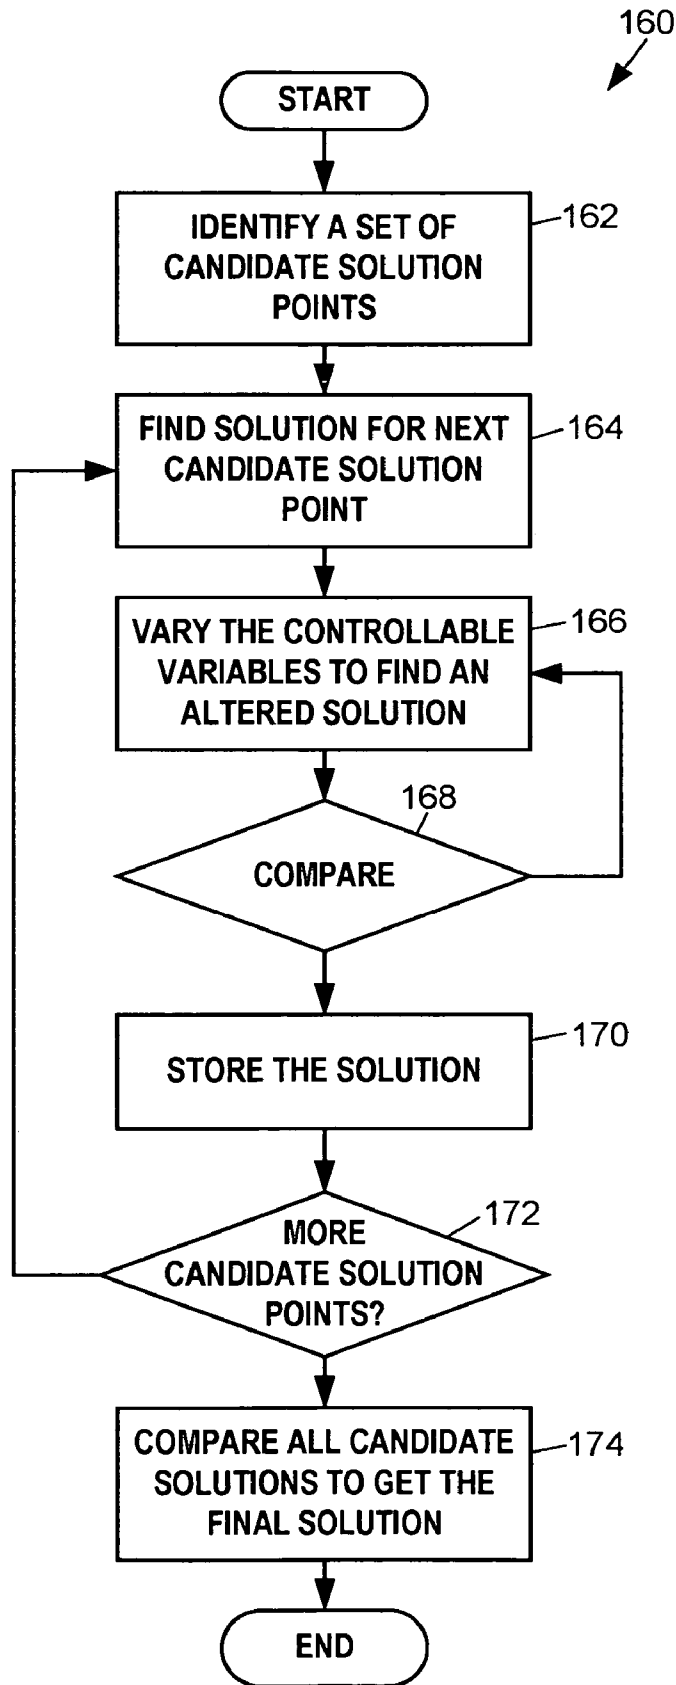 160
START
IDENTIFY A SET OF
CANDIDATE SOLUTION
POINTS
162
FIND SOLUTION FOR NEXT
CANDIDATE SOLUTION
POINT
164
VARY THE CONTROLLABLE
VARIABLES TO FIND AN
ALTERED SOLUTION
166
168
COMPARE
STORE THE SOLUTION
170
172
MORE
CANDIDATE SOLUTION
POINTS?
COMPARE ALL CANDIDATE
SOLUTIONS TO GET THE
FINAL SOLUTION
174
END